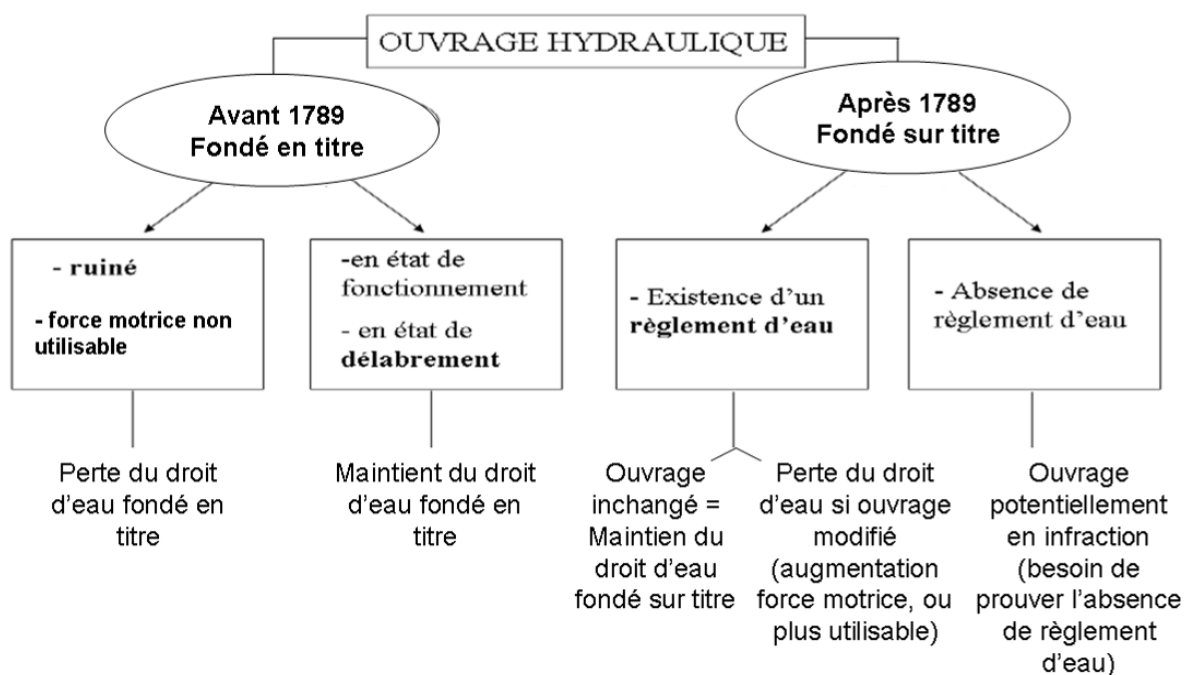 OUVRAGE HYDRAULIQUE
Avant 1789
Fondé en titre
Après 1789
Fondé sur titre
- ruiné
- force motrice non
utilisable
-en état de
fonctionnement
- en état de
délabrement
- Existence d'un
règlement d'eau
- Absence de
règlement d'eau
Perte du droit
d'eau fondé en
titre
Maintient du droit
d'eau fondé en
titre
Ouvrage
inchangé =
Maintien du
droit d'eau
fondé sur titre
Perte du droit
d'eau si ouvrage
modifié
(augmentation
force motrice, ou
plus utilisable)
Ouvrage
potentiellement
en infraction
(besoin de
prouver l'absence
de règlement
d'eau)